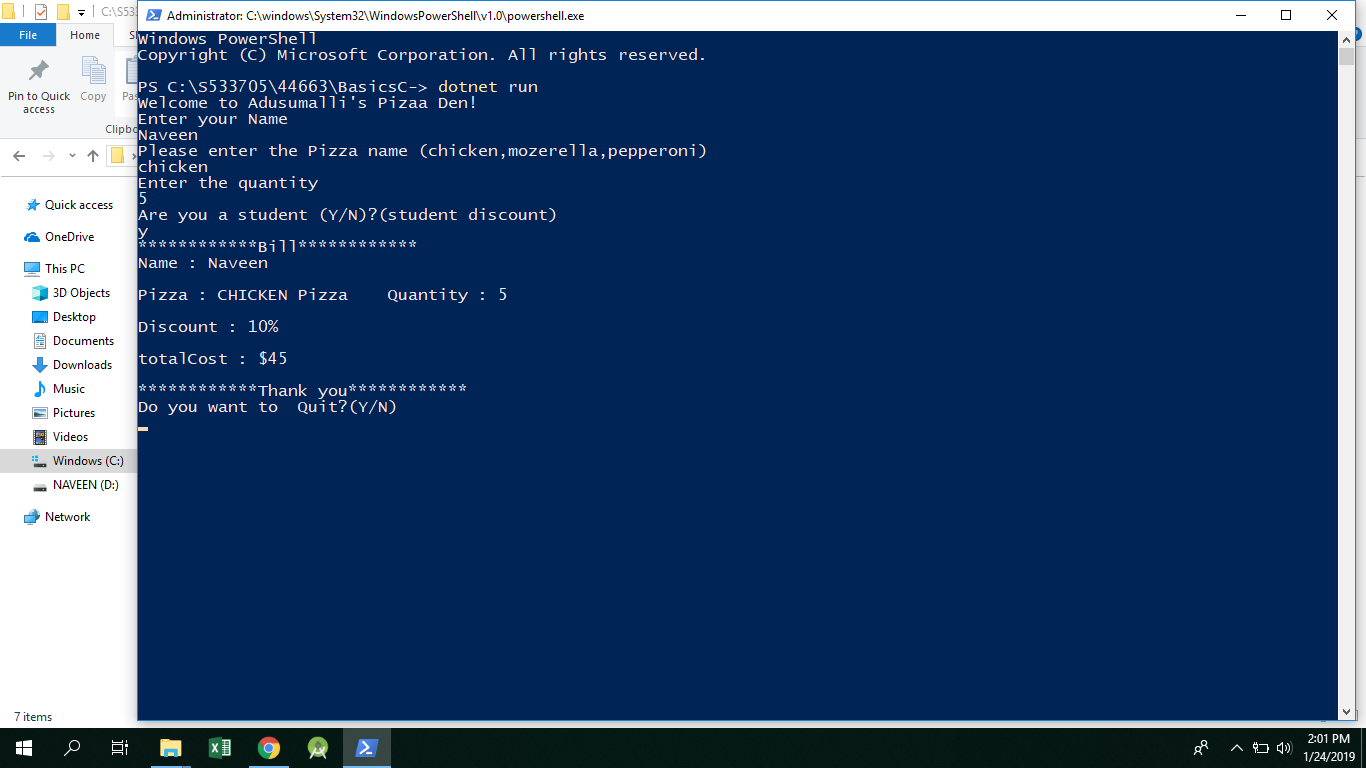 Administrator: C:\windows\System32\WindowsPowerShell\v1.0\powershell.exe
C:\S533
File Home
Pin to Quick access
Copy
Clipbo
Quick access
OneDrive
This PC
3D Objects
Desktop
Documents
Downloads
Music
Pictures
Videos
Windows (C:)
NAVEEN (D:)
Network
7 items
Windows PowerShell
Copyright (C) Microsoft Corporation. All rights reserved.
PS C:\S533705\44663\BasicsC-> dotnet run
Welcome to Adusumalli's Pizaa Den!
Enter your Name
Naveen
Please enter the Pizza name (chicken,mozerella,pepperoni)
chicken
Enter the quantity
5
Are you a student (Y/N)?(student discount)
y
************Bill************
Name : Naveen
Pizza : CHICKEN Pizza    Quantity : 5
Discount : 10%
totalCost : $45
************Thank you************
Do you want to  Quit?(Y/N)
2:01 PM
1/24/2019